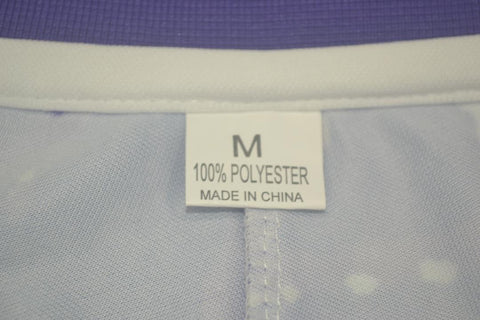 M
100% POLYESTER
MADE IN CHINA